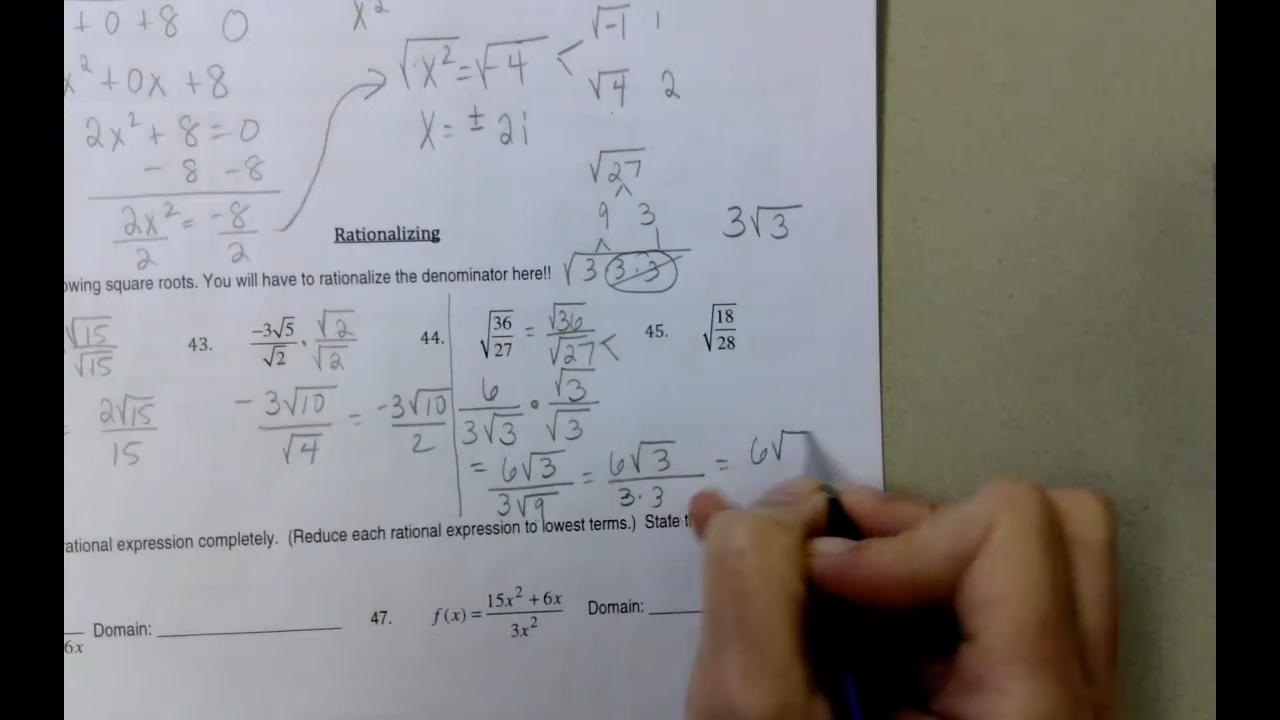 +0 +8 0 x²
x² +0x +8
√x² = √-4 < √-1 1
√4 2
2x² + 8 = 0
x = ± 2i
- 8 -8
√27
2x²/2 = -8/2
9 3
3√3
Rationalizing
√3 3·3
owing square roots. You will have to rationalize the denominator here!!
√15/√15
43. -3√5/√2 · √2/√2
44. √36/27 = √36/√27 <
45. √18/28
2√15/15
-3√10/√4 = -3√10/2
6/3√3 • √3/√3
= 6√3/3√9 = 6√3/3·3 = 6√
rational expression completely. (Reduce each rational expression to lowest terms.) State
6x Domain: ____
47. f(x) = 15x² + 6x/3x² Domain: ____